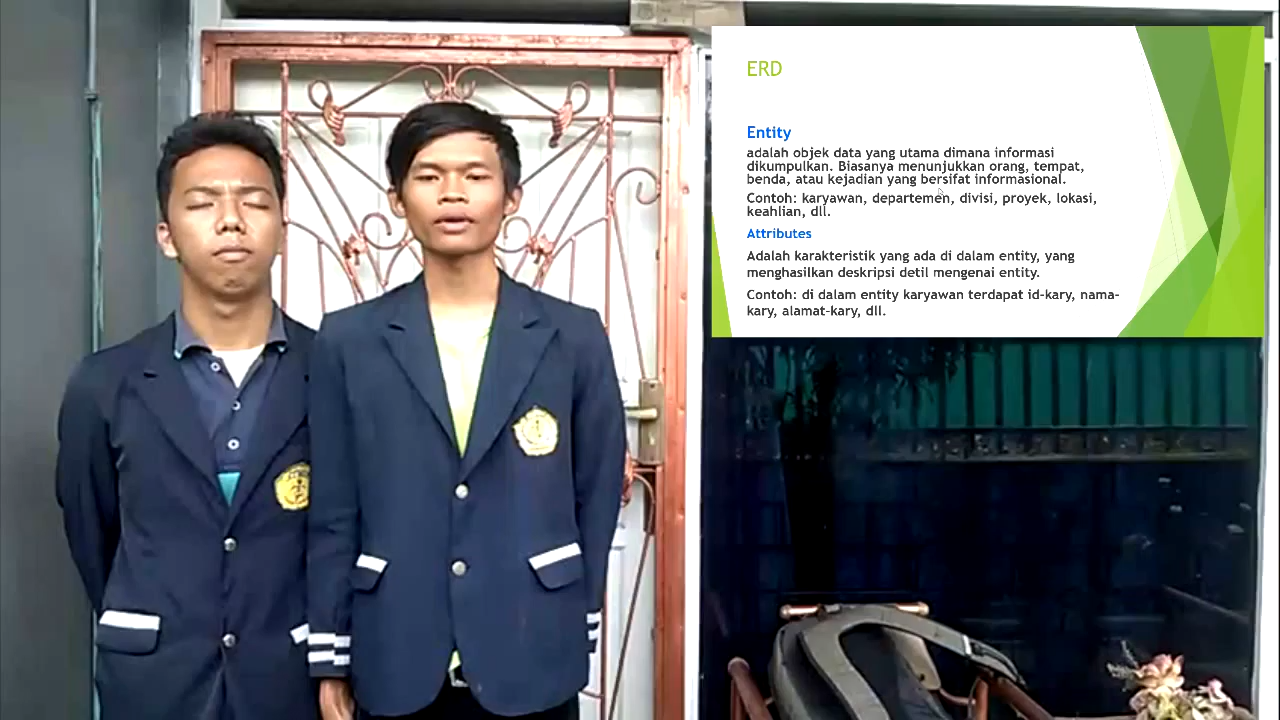 ERD
Entity
adalah objek data yang utama dimana informasi
dikumpulkan. Biasanya menunjukkan orang, tempat,
benda, atau kejadian yang bersifat informasional.
Contoh: karyawan, departemen, divisi, proyek, lokasi,
keahlian, dll.
Attributes
Adalah karakteristik yang ada di dalam entity, yang
menghasilkan deskripsi detil mengenai entity.
Contoh: di dalam entity karyawan terdapat id-kary, nama-
kary, alamat-kary, dll.